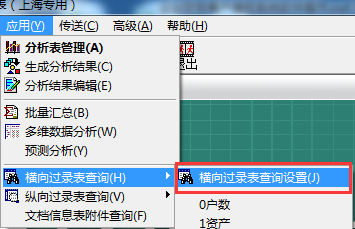 表（上海专用）
应用(Y) 传送(C) 高级(A) 帮助(H)
分析表管理(A)
生成分析结果(C)
分析结果编辑(E)
批量汇总(B)
多维数据分析(W)
预测分析(Y)
横向过录表查询(H)
纵向过录表查询(V)
文档信息表附件查询(F)
退出
横向过录表查询设置(J)
0户数
1资产